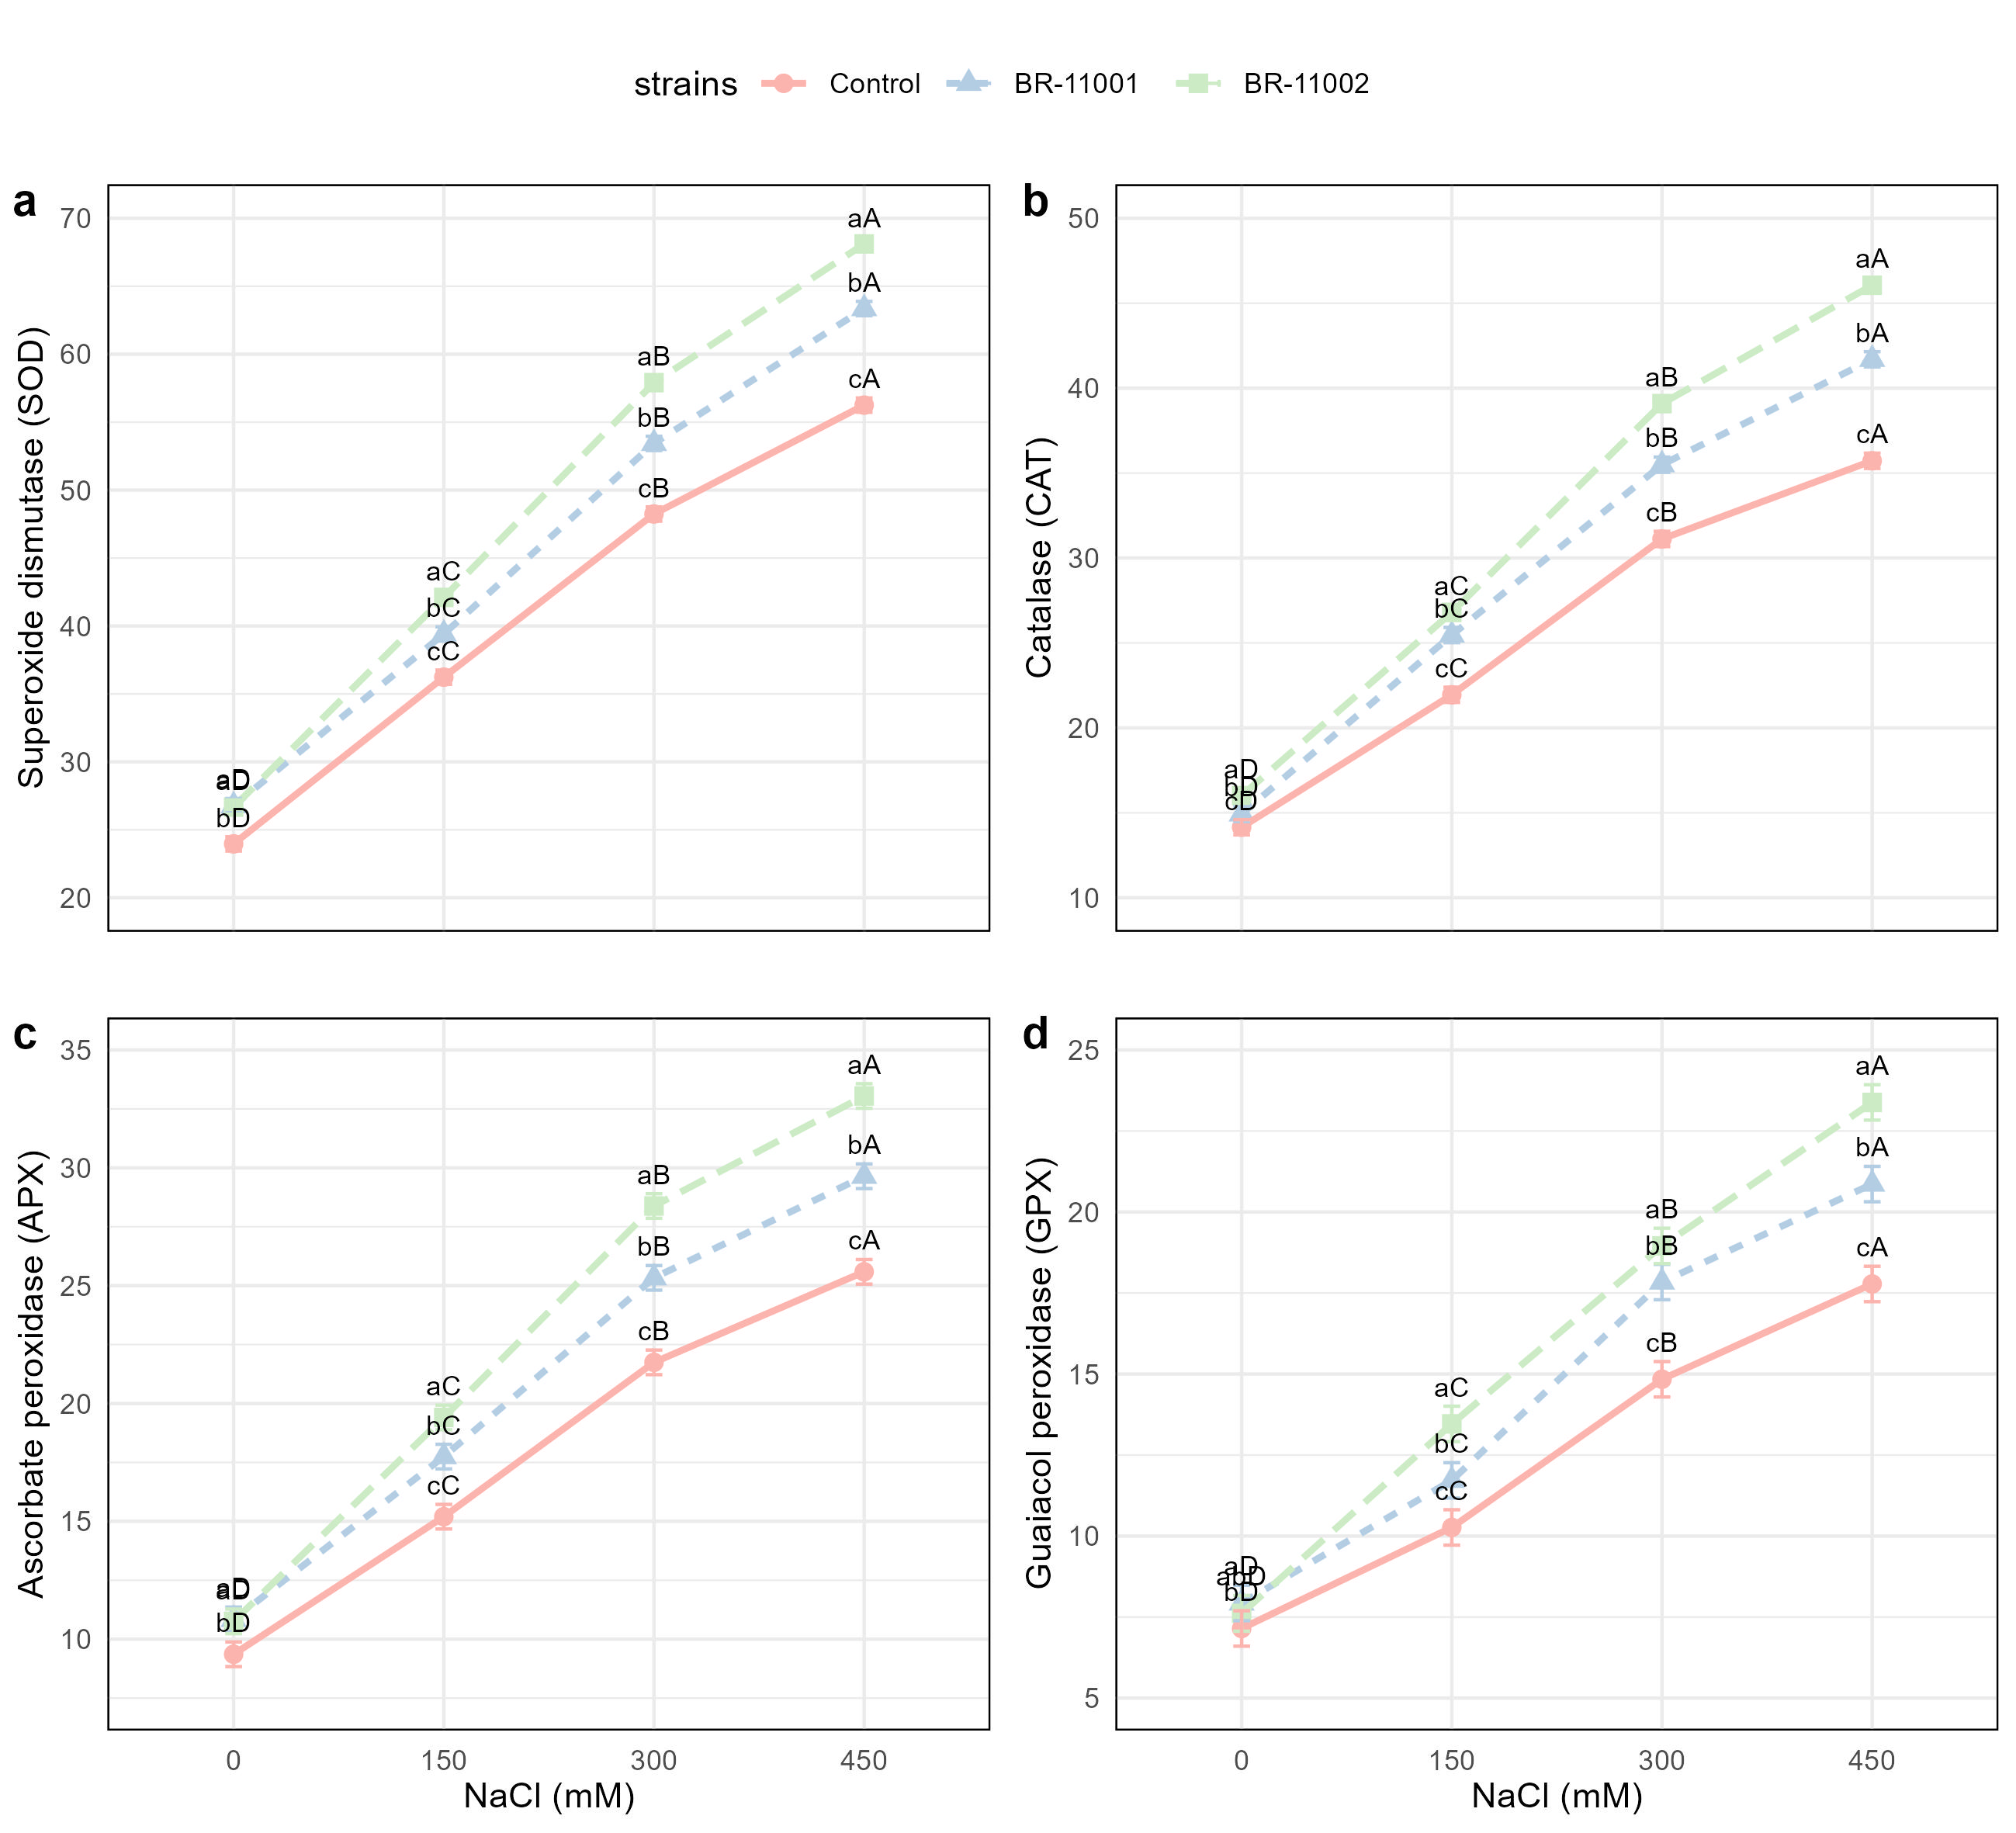 strains Control BR-11001 BR-11002
a
70
60
50
40
30
20
Superoxide dismutase (SOD)
aD
aD
bD
aC
bC
cC
aB
bB
cB
aA
bA
cA
b
50
40
30
20
10
Catalase (CAT)
aD
bD
cD
aC
bC
cC
aB
bB
cB
aA
bA
cA
c
35
30
25
20
15
10
Ascorbate peroxidase (APX)
aD
aD
bD
aC
bC
cC
aB
bB
cB
aA
bA
cA
0 150 300 450
NaCl (mM)
d
25
20
15
10
5
Guaiacol peroxidase (GPX)
aD
abD
bD
aC
bC
cC
aB
bB
cB
aA
bA
cA
0 150 300 450
NaCl (mM)